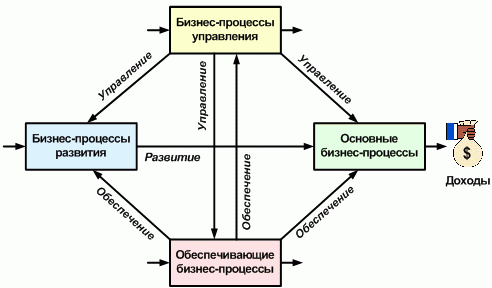 Бизнес-процессы
управления
Управление
Управление
Управление
Бизнес-процессы
развития
Развитие
Основные
бизнес-процессы
$
Доходы
Обеспечение
Обеспечение
Обеспечение
Обеспечивающие
бизнес-процессы